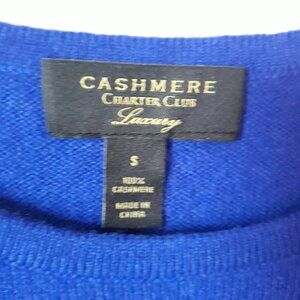 CASHMERE
CHARTER CLUB
Luxury
S
100%
CASHMERE
MADE IN
CHINA